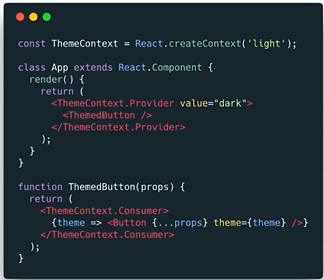 const ThemeContext = React.createContext('light');
class App extends React.Component {
render() {
return (
<ThemeContext.Provider value="dark">
<ThemedButton />
</ThemeContext.Provider>
);
}
}
function ThemedButton(props) {
return (
<ThemeContext.Consumer>
{theme => <Button {...props} theme={theme} />}
</ThemeContext.Consumer>
);
}